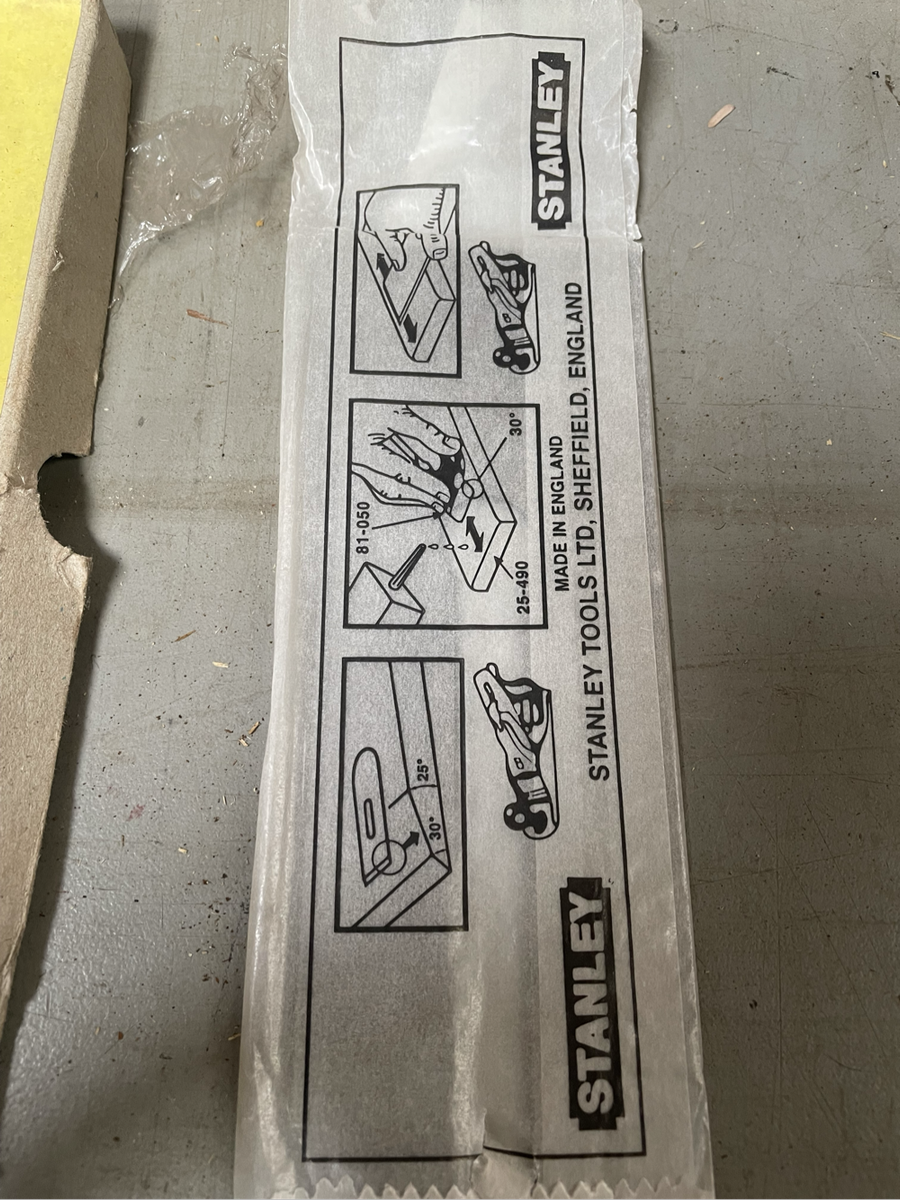 STANLEY
30°
25°
81-050
30°
25-490
MADE IN ENGLAND
STANLEY TOOLS LTD, SHEFFIELD, ENGLAND
STANLEY